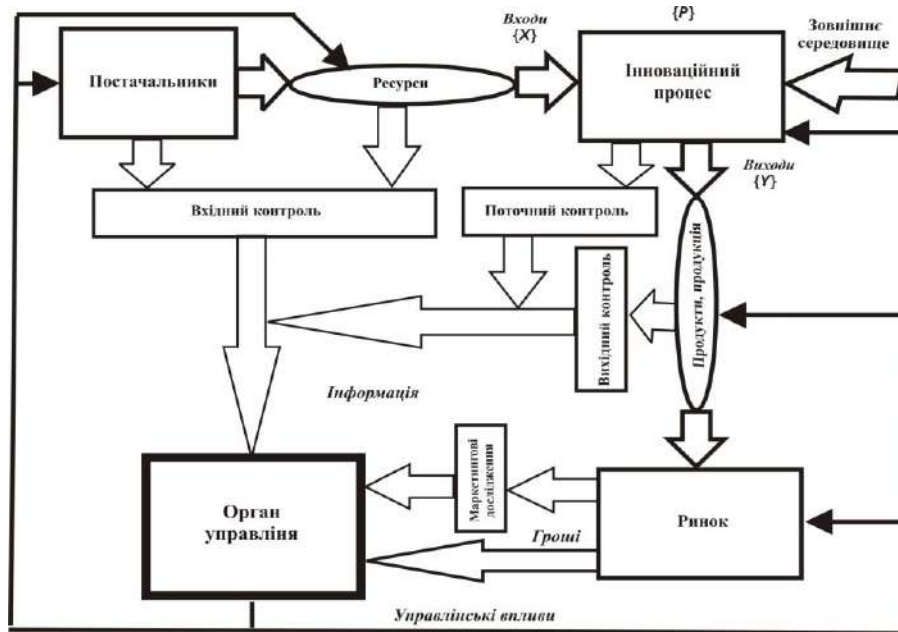 Входи
{X}
{P}
Зовнішнє
середовище
Постачальники
Ресурси
Інноваційний
процес
Виходи
{Y}
Вхідний контроль
Поточний контроль
Вихідний контроль
Продукти, продукція
Інформація
Маркетингові
дослідження
Орган
управліня
Ринок
Гроші
Управлінські впливи